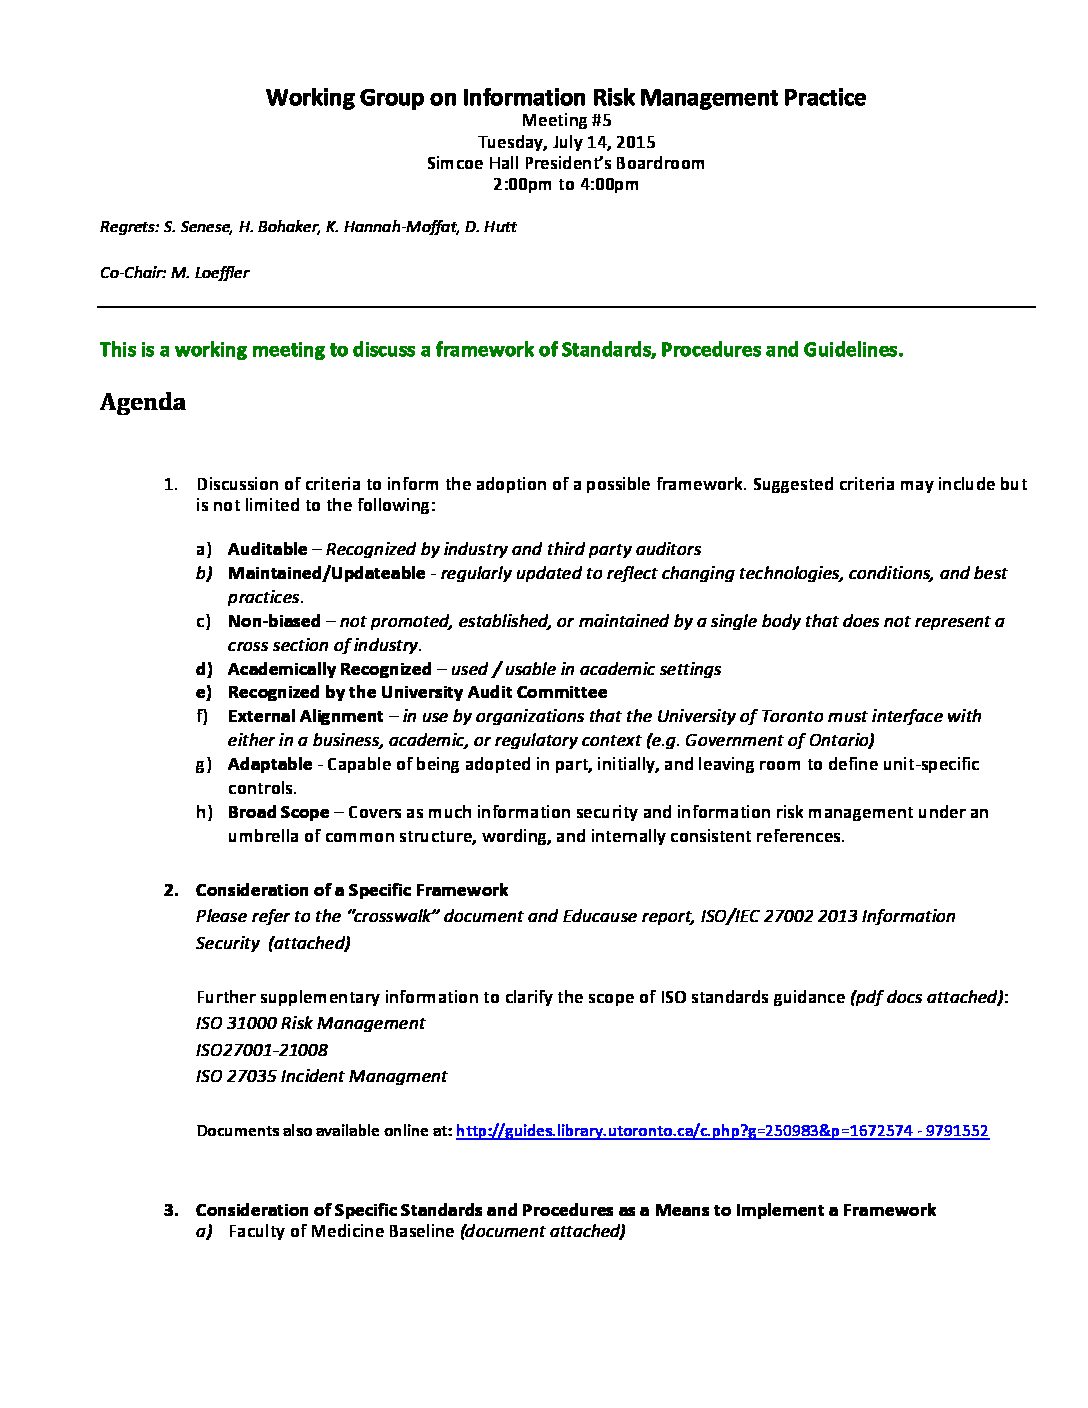 Working Group on Information Risk Management Practice
Meeting #5
Tuesday, July 14, 2015
Simcoe Hall President's Boardroom
2:00pm to 4:00pm
Regrets: S. Senese, H. Bohaker, K. Hannah-Moffat, D. Hutt
Co-Chair: M. Loeffler
This is a working meeting to discuss a framework of Standards, Procedures and Guidelines.
Agenda
1. Discussion of criteria to inform the adoption of a possible framework. Suggested criteria may include but
is not limited to the following:
a) Auditable – Recognized by industry and third party auditors
b) Maintained/Updateable - regularly updated to reflect changing technologies, conditions, and best
practices.
c) Non-biased – not promoted, established, or maintained by a single body that does not represent a
cross section of industry.
d) Academically Recognized – used / usable in academic settings
e) Recognized by the University Audit Committee
f) External Alignment – in use by organizations that the University of Toronto must interface with
either in a business, academic, or regulatory context (e.g. Government of Ontario)
g) Adaptable - Capable of being adopted in part, initially, and leaving room to define unit-specific
controls.
h) Broad Scope – Covers as much information security and information risk management under an
umbrella of common structure, wording, and internally consistent references.
2. Consideration of a Specific Framework
Please refer to the “crosswalk” document and Educause report, ISO/IEC 27002 2013 Information
Security (attached)
Further supplementary information to clarify the scope of ISO standards guidance (pdf docs attached):
ISO 31000 Risk Management
ISO27001-21008
ISO 27035 Incident Managment
Documents also available online at: http://guides.library.utoronto.ca/c.php?g=250983&p=1672574 - 9791552
3. Consideration of Specific Standards and Procedures as a Means to Implement a Framework
a) Faculty of Medicine Baseline (document attached)